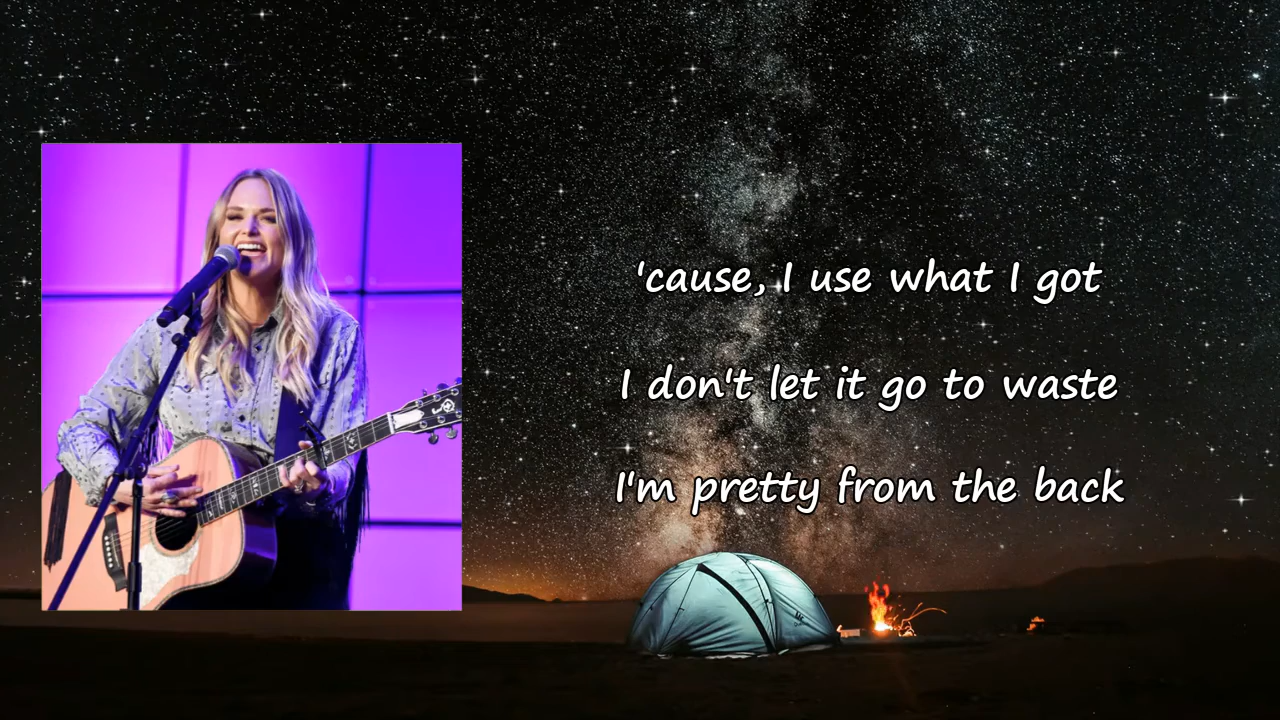 'cause, I use what I got
I don't let it go to waste
I'm pretty from the back